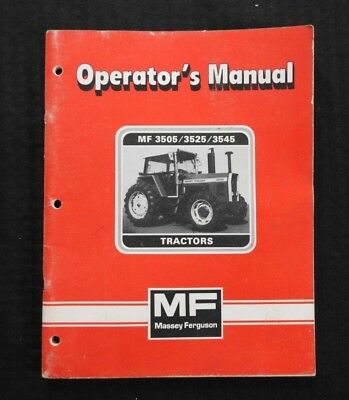 Operator's Manual
MF 3505/3525/3545
TRACTORS
MF
Massey Ferguson